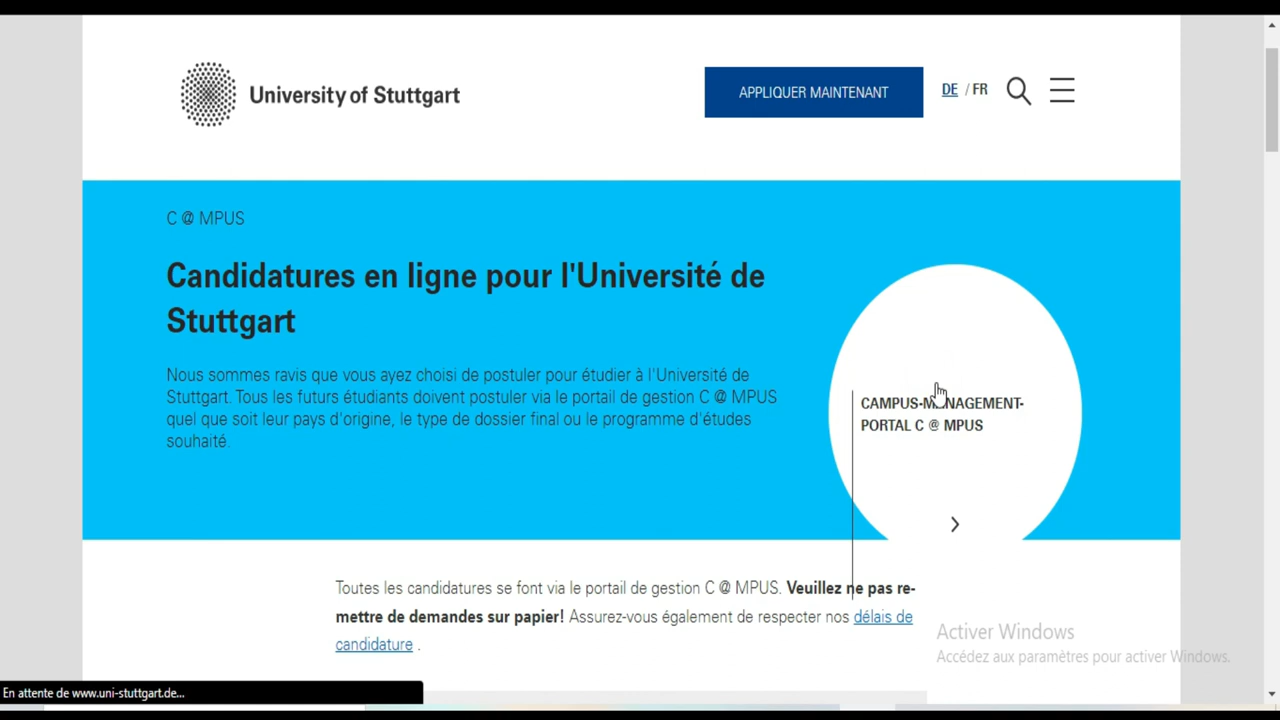 University of Stuttgart
APPLIQUER MAINTENANT
DE / FR
C @ MPUS
Candidatures en ligne pour l'Université de
Stuttgart
Nous sommes ravis que vous ayez choisi de postuler pour étudier à l'Université de
Stuttgart. Tous les futurs étudiants doivent postuler via le portail de gestion C @ MPUS
quel que soit leur pays d'origine, le type de dossier final ou le programme d'études
souhaité.
CAMPUS-MANAGEMENT-
PORTAL C @ MPUS
Toutes les candidatures se font via le portail de gestion C @ MPUS. Veuillez ne pas re-
mettre de demandes sur papier! Assurez-vous également de respecter nos délais de
candidature .
Activer Windows
Accédez aux paramètres pour activer Windows.
En attente de www.uni-stuttgart.de...